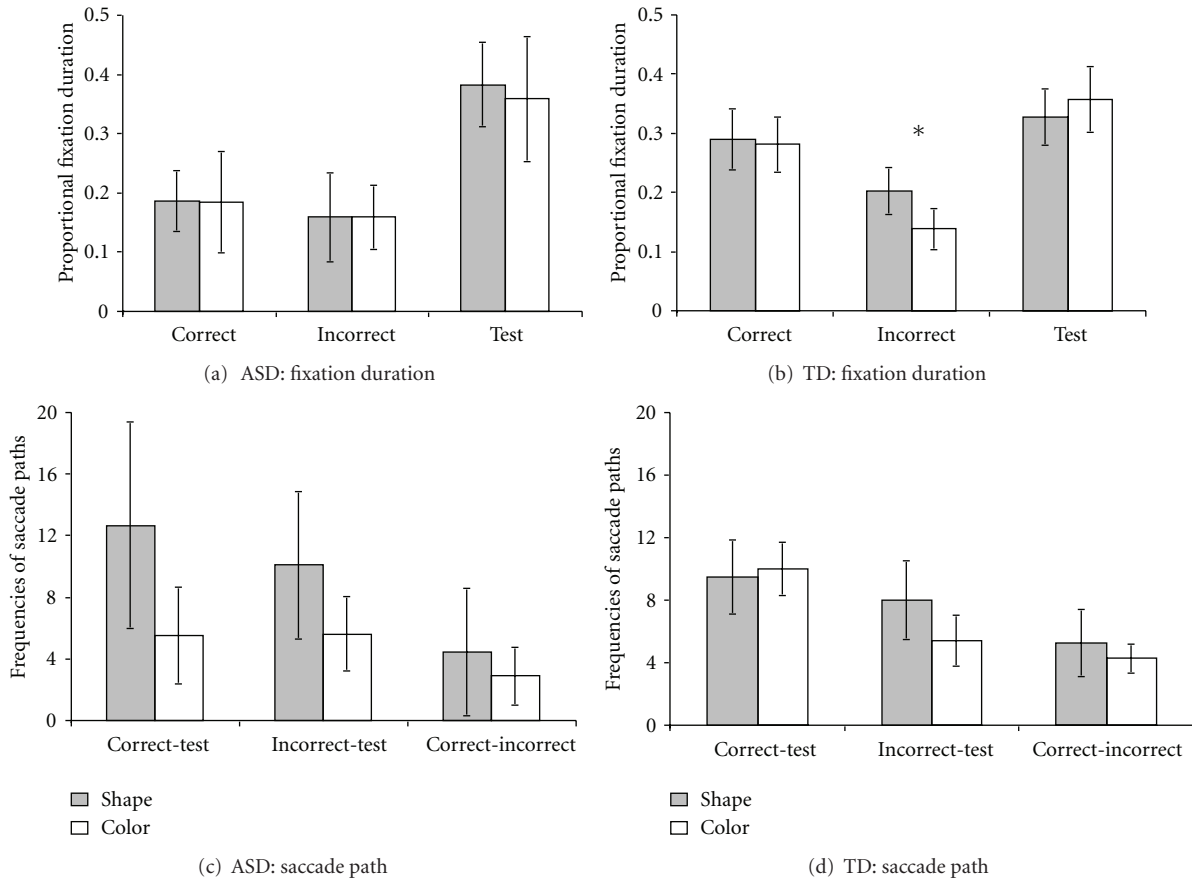 Proportional fixation duration
0.5
0.4
0.3
0.2
0.1
0
Correct Incorrect Test
(a) ASD: fixation duration
Proportional fixation duration
0.5
0.4
0.3
0.2
0.1
0
*
Correct Incorrect Test
(b) TD: fixation duration
Frequencies of saccade paths
20
16
12
8
4
0
Correct-test Incorrect-test Correct-incorrect
Shape
Color
(c) ASD: saccade path
Frequencies of saccade paths
20
16
12
8
4
0
Correct-test Incorrect-test Correct-incorrect
Shape
Color
(d) TD: saccade path